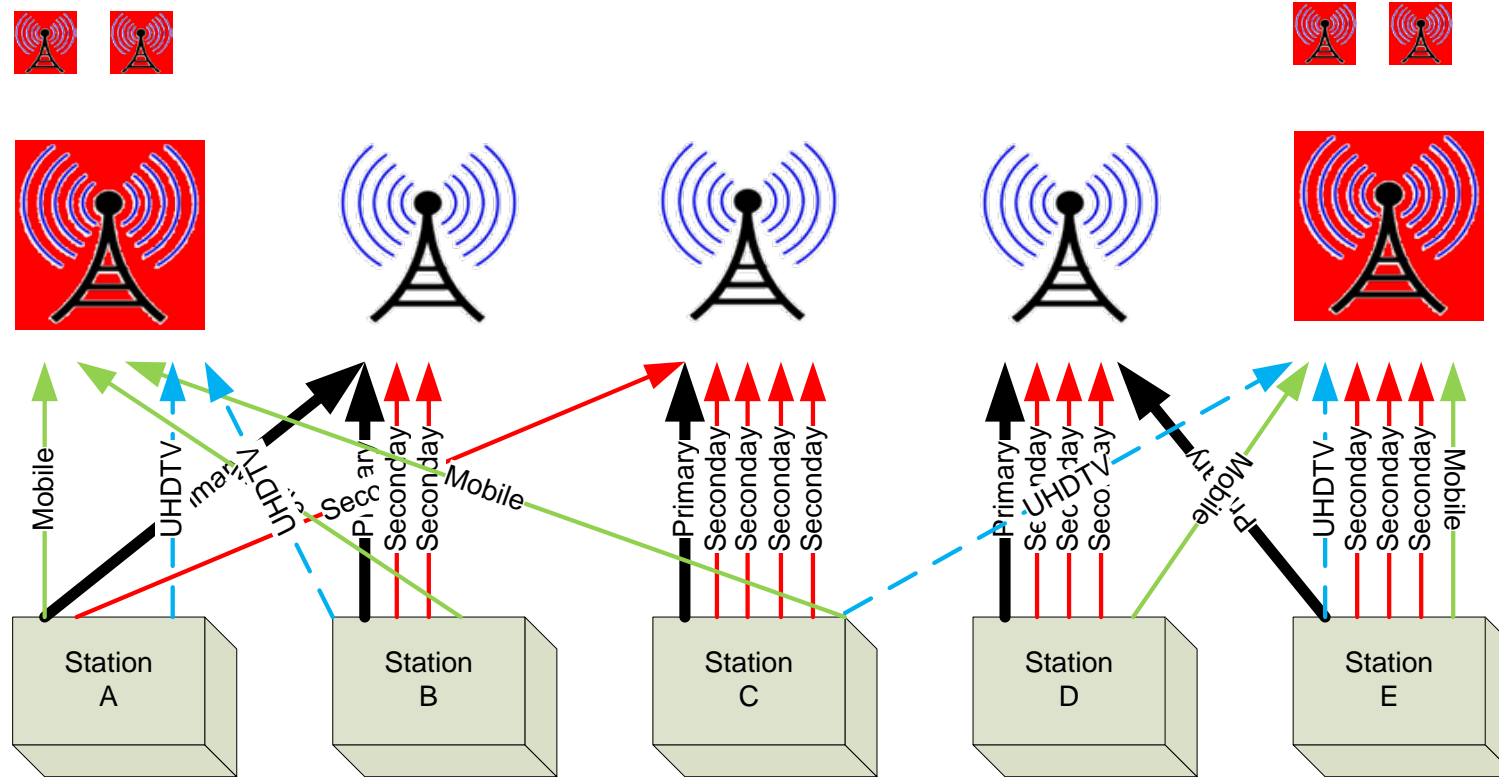 Mobile
UHDTV
UHDTV
Seconday
Seconday
Mobile
Primary
Seconday
Seconday
Seconday
Seconday
UHDTV
Primary
Seconday
Mobile
UHDTV
Seconday
Seconday
Seconday
Mobile
Station
A
Station
B
Station
C
Station
D
Station
E